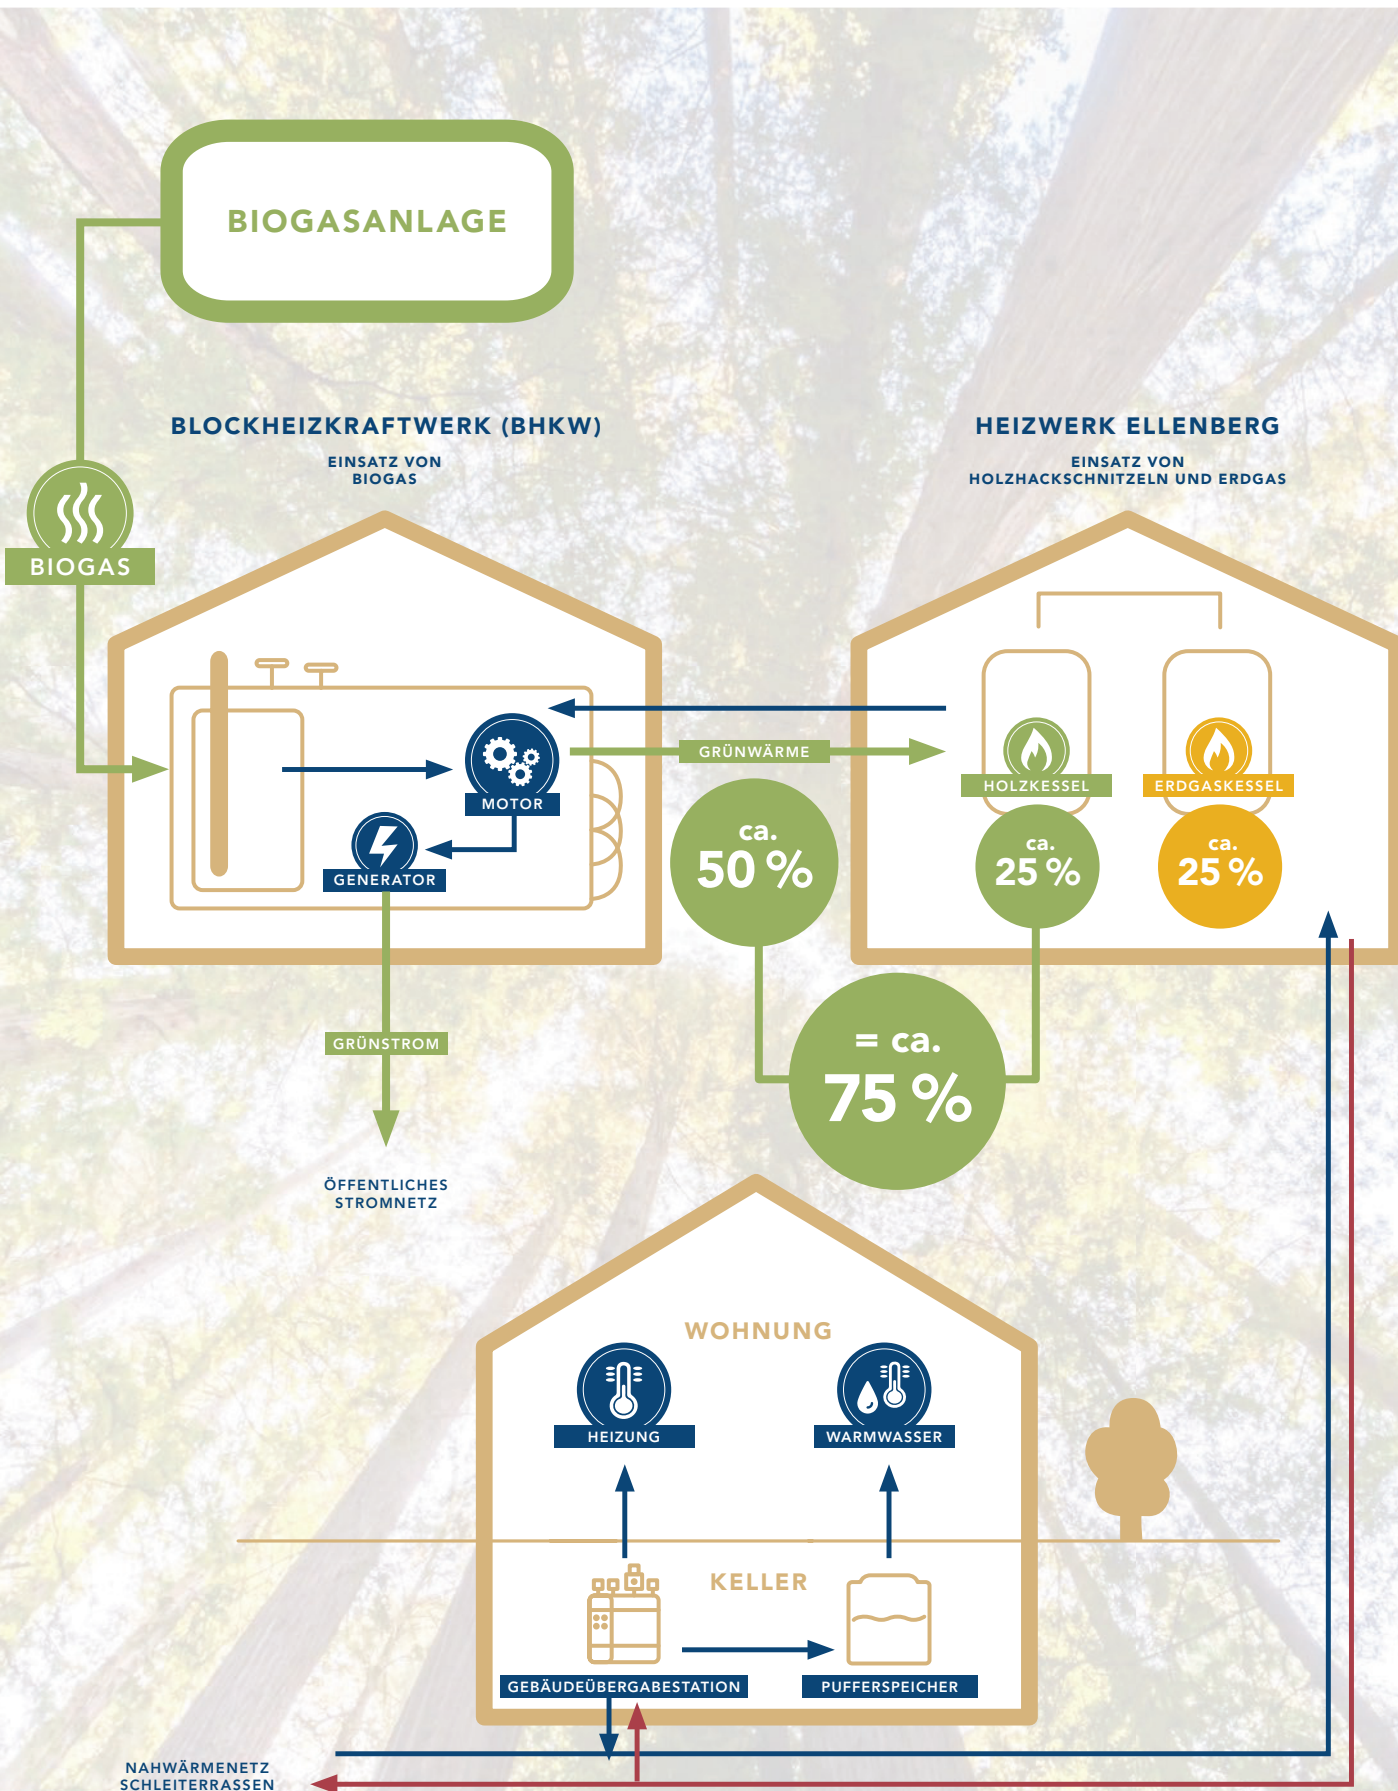 BIOGASANLAGE
BLOCKHEIZKRAFTWERK (BHKW)
EINSATZ VON
BIOGAS
HEIZWERK ELLENBERG
EINSATZ VON
HOLZHACKSCHNITZELN UND ERDGAS
BIOGAS
MOTOR
GENERATOR
GRÜNWÄRME
HOLZKESSEL
ERDGASKESSEL
ca.
50 %
ca.
25 %
ca.
25 %
= ca.
75 %
GRÜNSTROM
ÖFFENTLICHES
STROMNETZ
WOHNUNG
HEIZUNG
WARMWASSER
KELLER
GEBÄUDEÜBERGABESTATION
PUFFERSPEICHER
NAHWÄRMENETZ
SCHLEITERRASSEN